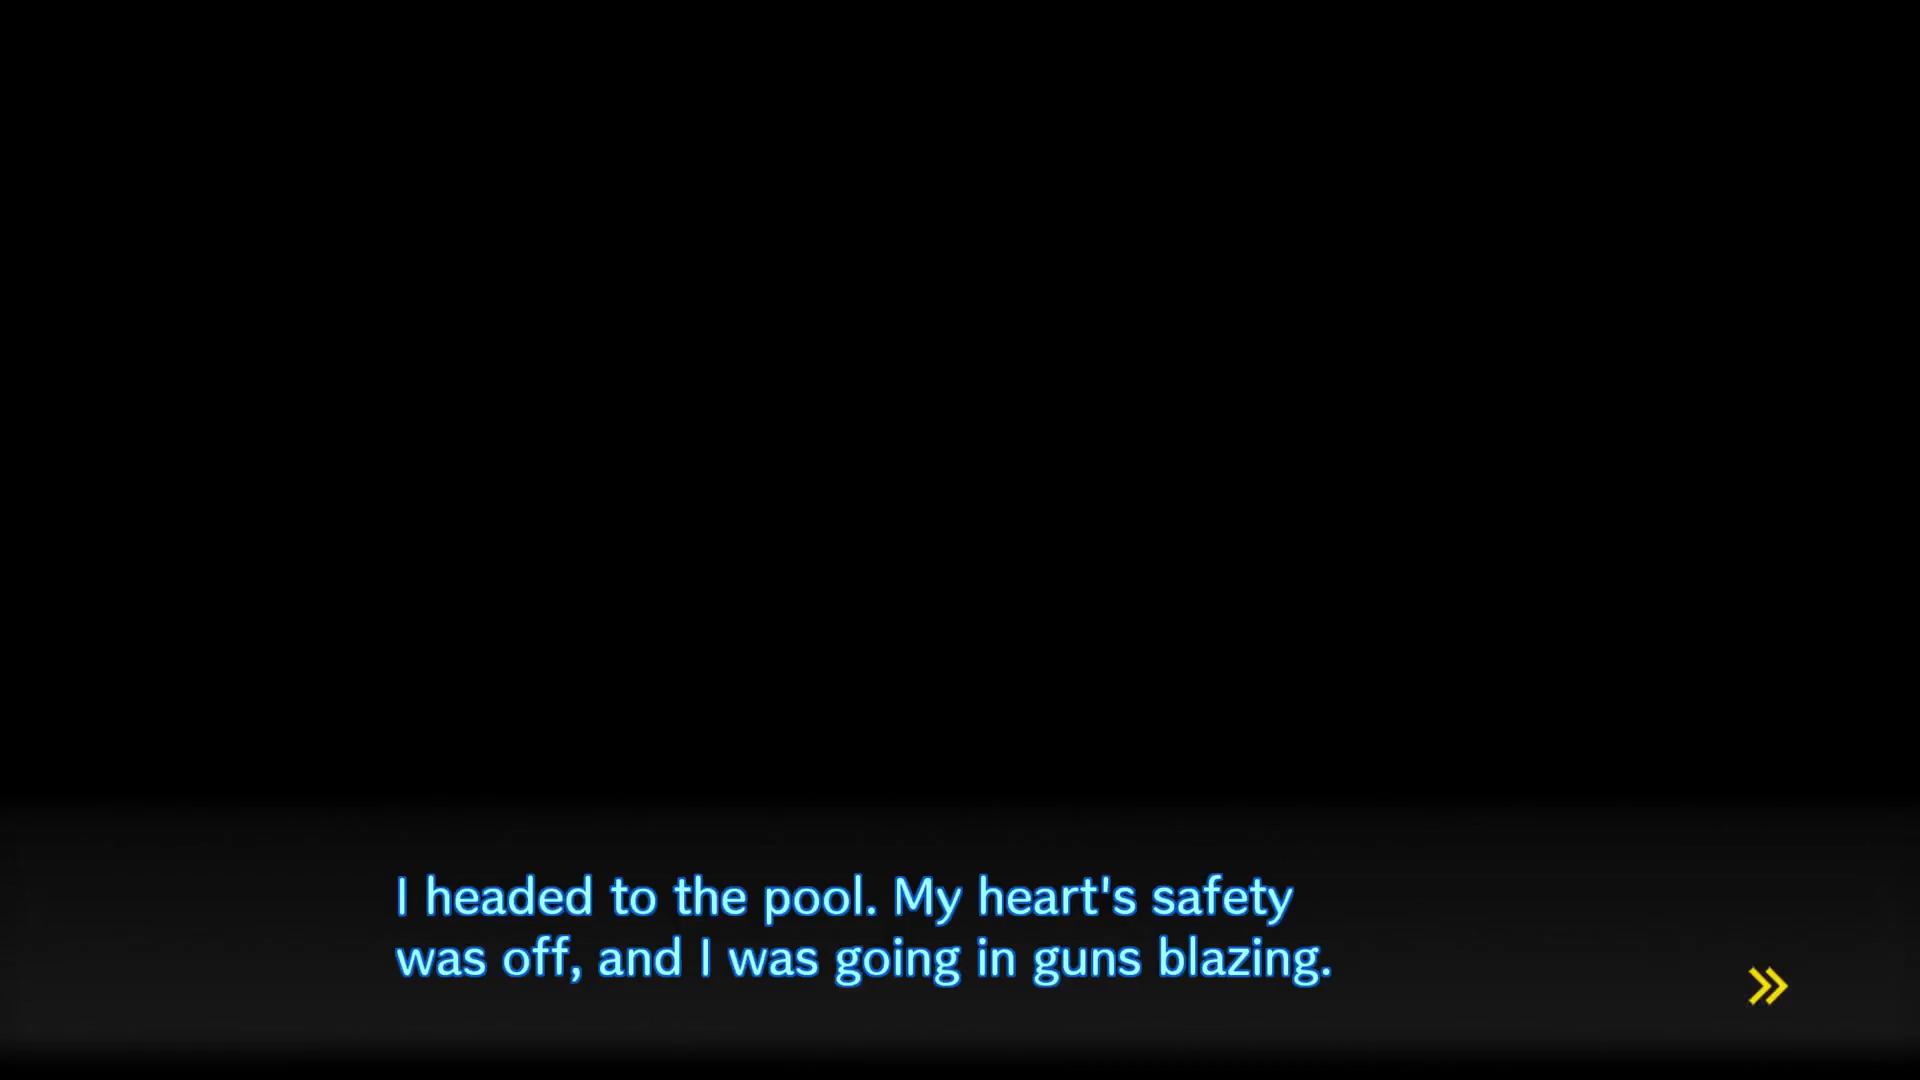 I headed to the pool. My heart's safety
was off, and I was going in guns blazing.